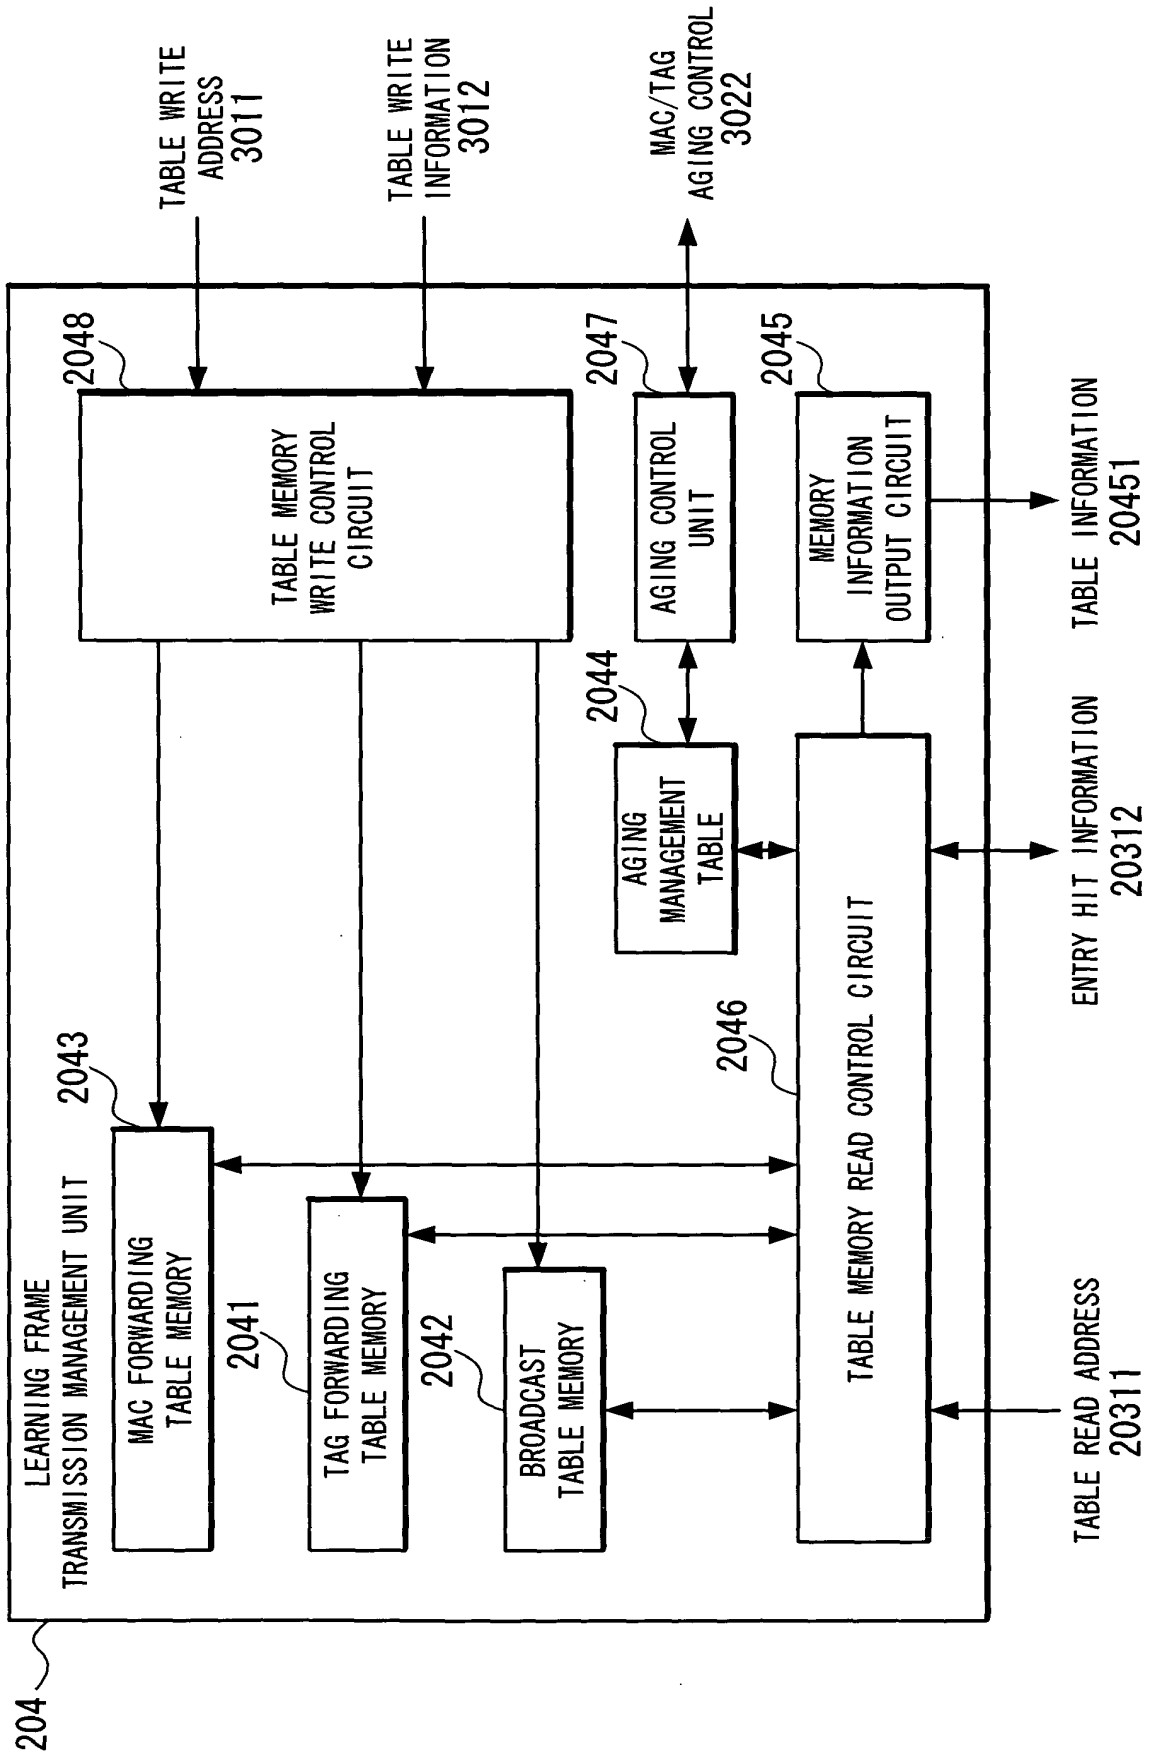 204
LEARNING FRAME
TRANSMISSION MANAGEMENT UNIT
MAC FORWARDING
TABLE MEMORY
2043
TABLE MEMORY
WRITE CONTROL
CIRCUIT
2048
TABLE WRITE
ADDRESS
3011
TAG FORWARDING
TABLE MEMORY
2041
TABLE WRITE
INFORMATION
3012
BROADCAST
TABLE MEMORY
2042
AGING
MANAGEMENT
TABLE
2044
AGING CONTROL
UNIT
2047
MAC/TAG
AGING CONTROL
3022
TABLE MEMORY READ CONTROL CIRCUIT
2046
MEMORY
INFORMATION
OUTPUT CIRCUIT
2045
TABLE READ ADDRESS
20311
ENTRY HIT INFORMATION
20312
TABLE INFORMATION
20451